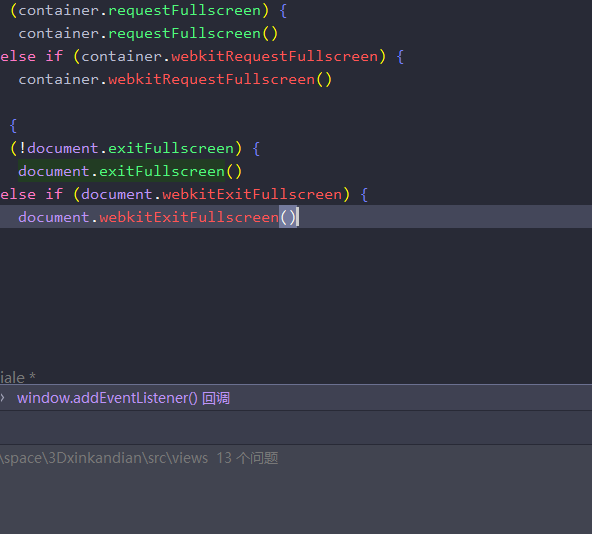 (container.requestFullscreen) {
container.requestFullscreen()
else if (container.webkitRequestFullscreen) {
container.webkitRequestFullscreen()
{
(!document.exitFullscreen) {
document.exitFullscreen()
else if (document.webkitExitFullscreen) {
document.webkitExitFullscreen()
iale *
› window.addEventListener() 回调
\space\3Dxinkandian\src\views 13 个问题